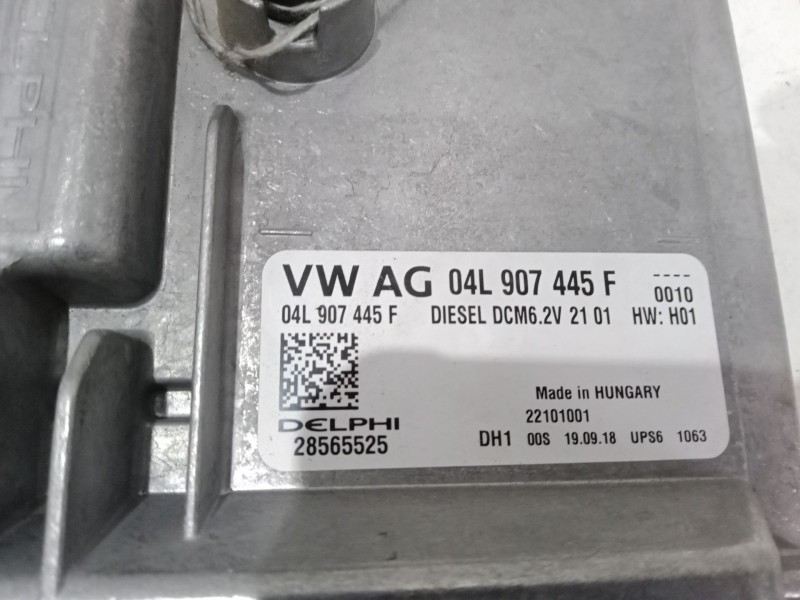 DELPHI
VW AG 04L 907 445 F
----
0010
04L 907 445 F DIESEL DCM6.2V 21 01 HW: H01
Made in HUNGARY
22101001
DELPHI
28565525 DH1 00S 19.09.18 UPS6 1063